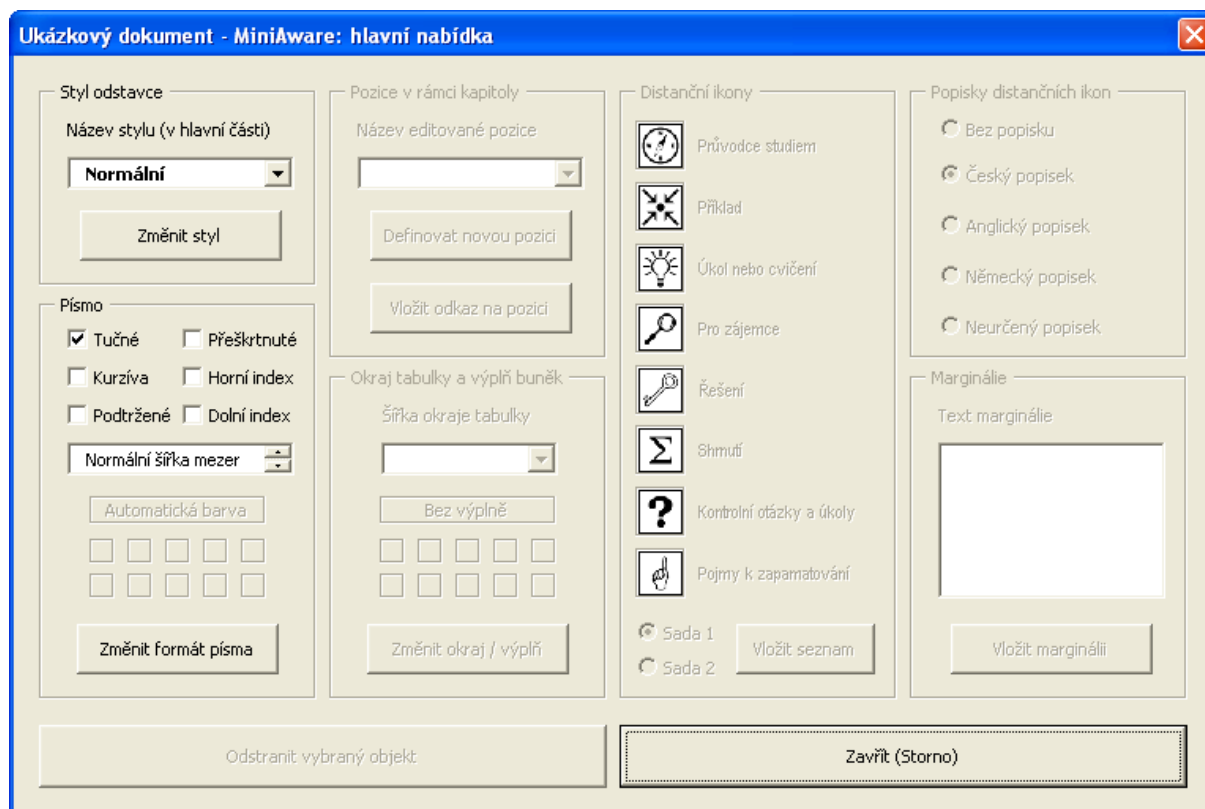 Ukázkový dokument - MiniAware: hlavní nabídka
Styl odstavce
Název stylu (v hlavní části)
Normální
Změnit styl
Písmo
Tučné
Přeškrtnuté
Kurzíva
Horní index
Podtržené
Dolní index
Normální šířka mezer
Automatická barva
Změnit formát písma
Pozice v rámci kapitoly
Název editované pozice
Definovat novou pozici
Vložit odkaz na pozici
Okraj tabulky a výplň buněk
Šířka okraje tabulky
Bez výplně
Změnit okraj / výplň
Distanční ikony
Průvodce studiem
Příklad
Úkol nebo cvičení
Pro zájemce
Řešení
Σ
Shrnutí
?
Kontrolní otázky a úkoly
Pojmy k zapamatování
Sada 1
Sada 2
Vložit seznam
Popisky distančních ikon
Bez popisku
Český popisek
Anglický popisek
Německý popisek
Neurčený popisek
Marginálie
Text marginálie
Vložit marginálii
Odstranit vybraný objekt
Zavřít (Storno)